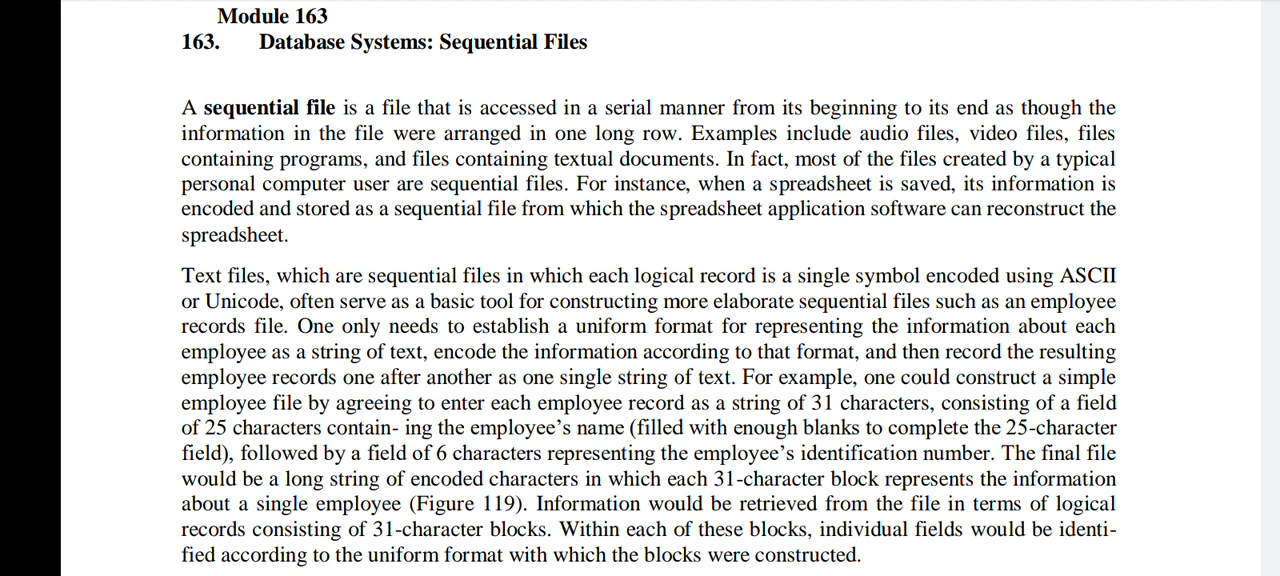 Module 163
163. Database Systems: Sequential Files
A sequential file is a file that is accessed in a serial manner from its beginning to its end as though the
information in the file were arranged in one long row. Examples include audio files, video files, files
containing programs, and files containing textual documents. In fact, most of the files created by a typical
personal computer user are sequential files. For instance, when a spreadsheet is saved, its information is
encoded and stored as a sequential file from which the spreadsheet application software can reconstruct the
spreadsheet.
Text files, which are sequential files in which each logical record is a single symbol encoded using ASCII
or Unicode, often serve as a basic tool for constructing more elaborate sequential files such as an employee
records file. One only needs to establish a uniform format for representing the information about each
employee as a string of text, encode the information according to that format, and then record the resulting
employee records one after another as one single string of text. For example, one could construct a simple
employee file by agreeing to enter each employee record as a string of 31 characters, consisting of a field
of 25 characters contain- ing the employee’s name (filled with enough blanks to complete the 25-character
field), followed by a field of 6 characters representing the employee’s identification number. The final file
would be a long string of encoded characters in which each 31-character block represents the information
about a single employee (Figure 119). Information would be retrieved from the file in terms of logical
records consisting of 31-character blocks. Within each of these blocks, individual fields would be identi-
fied according to the uniform format with which the blocks were constructed.